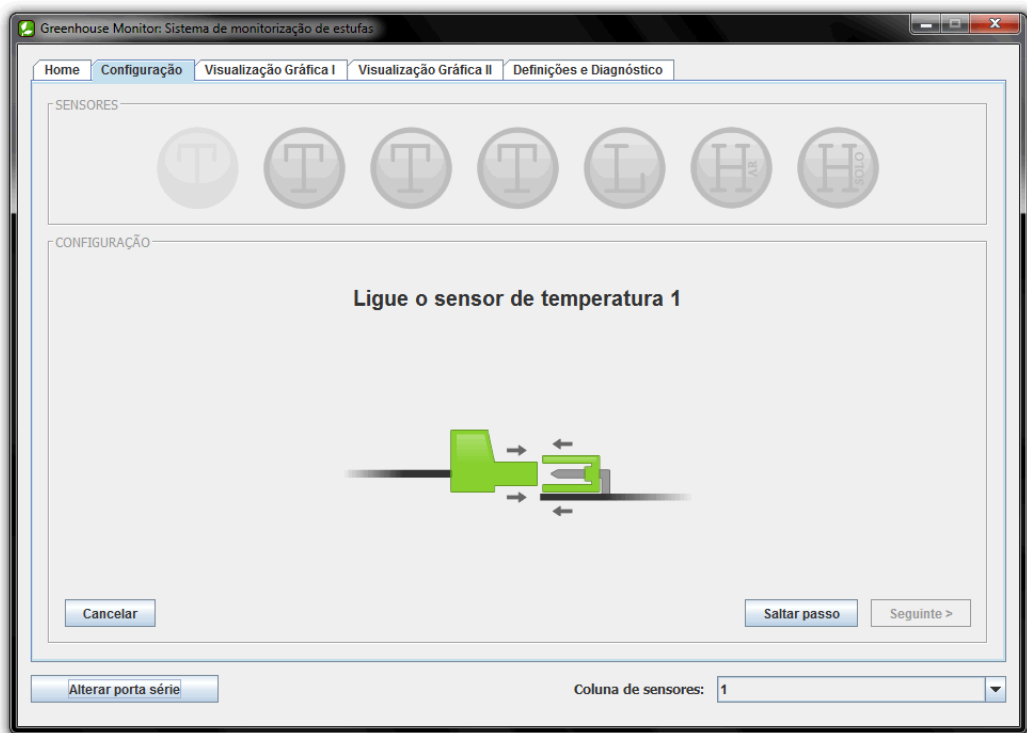 Greenhouse Monitor: Sistema de monitorização de estufas
Home Configuração Visualização Gráfica I Visualização Gráfica II Definições e Diagnóstico
SENSORES
T T T T L H AR H SOLO
CONFIGURAÇÃO
Ligue o sensor de temperatura 1
Cancelar Saltar passo Seguinte >
Alterar porta série Coluna de sensores: 1